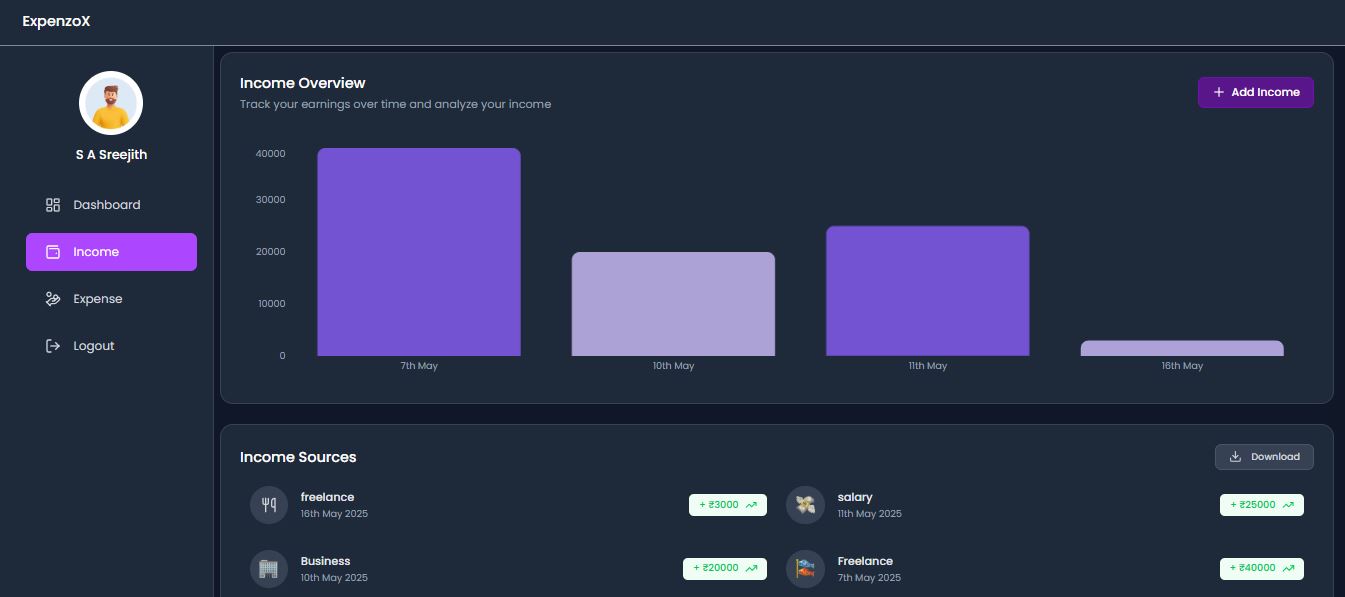 ExpenzoX
S A Sreejith
Dashboard
Income
Expense
Logout
Income Overview
Track your earnings over time and analyze your income
+ Add Income
40000
30000
20000
10000
0
7th May
10th May
11th May
16th May
Income Sources
Download
freelance
16th May 2025
+ ₹3000
salary
11th May 2025
+ ₹25000
Business
10th May 2025
+ ₹20000
Freelance
7th May 2025
+ ₹40000